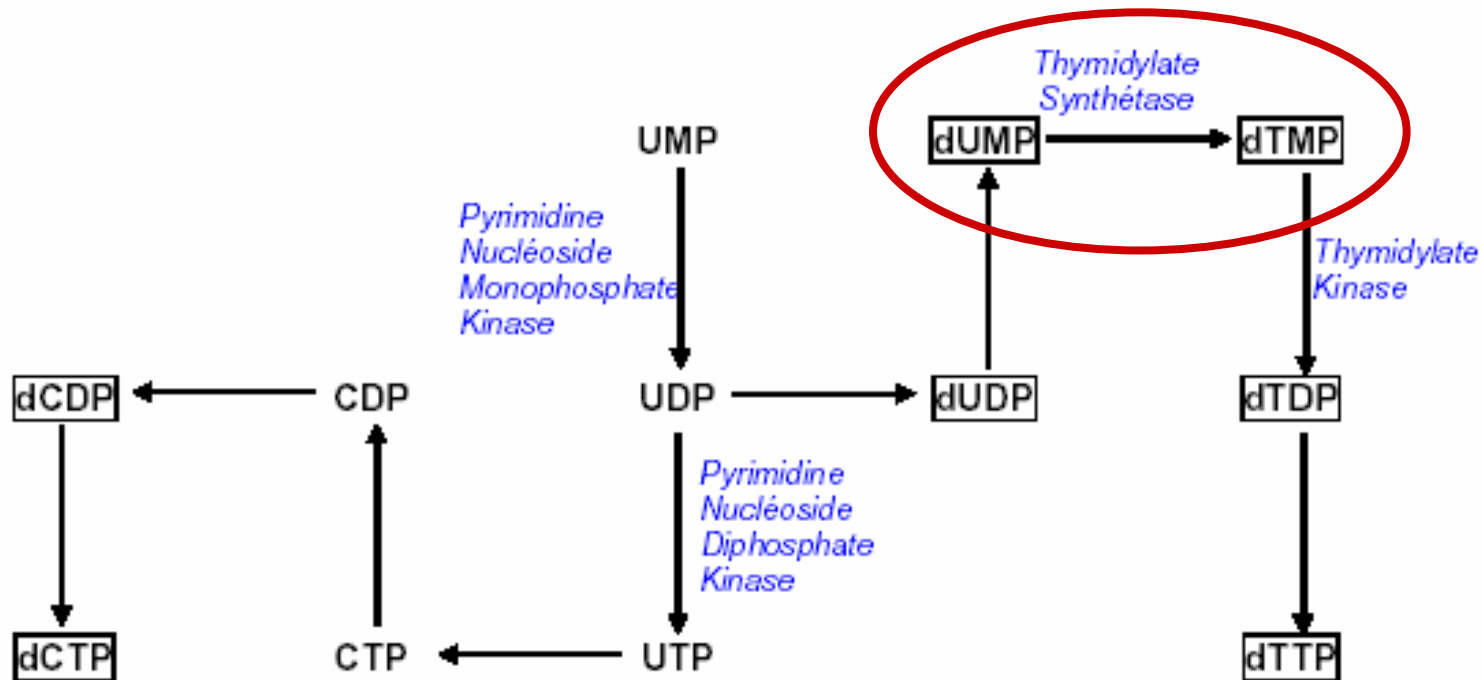 Thymidylate
Synthétase
UMP
dUMP
dTMP
Pyrimidine
Nucléoside
Monophosphate
Kinase
Thymidylate
Kinase
dCDP
CDP
UDP
dUDP
dTDP
Pyrimidine
Nucléoside
Diphosphate
Kinase
dCTP
CTP
UTP
dTTP